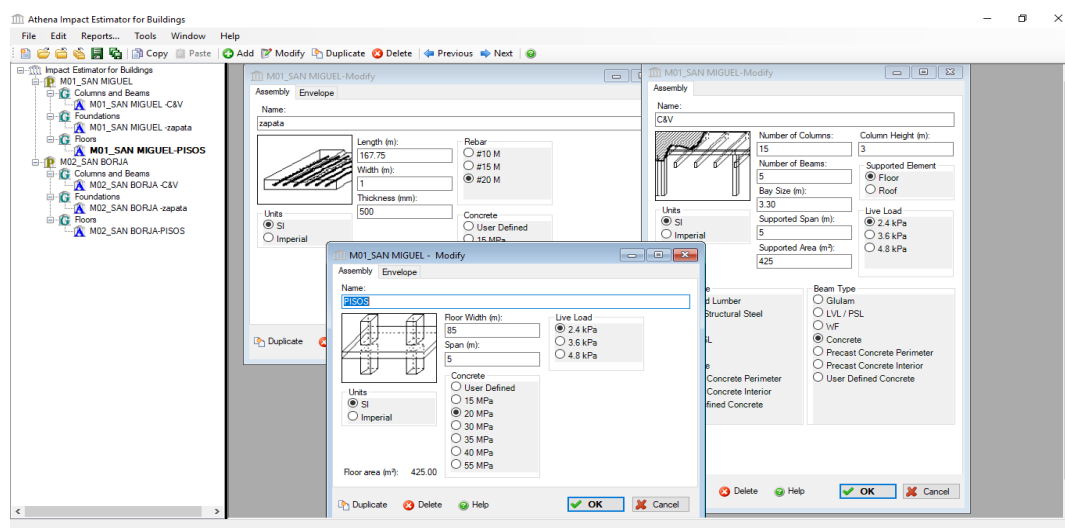 Athena Impact Estimator for Buildings
File Edit Reports... Tools Window Help
Copy Paste Add Modify Duplicate Delete Previous Next
Impact Estimator for Buildings
M01_SAN MIGUEL
Columns and Beams
M01_SAN MIGUEL -C&V
Foundations
M01_SAN MIGUEL -zapata
Floors
M01_SAN MIGUEL-PISOS
M02_SAN BORJA
Columns and Beams
M02_SAN BORJA -C&V
Foundations
M02_SAN BORJA -zapata
Floors
M02_SAN BORJA-PISOS
M01_SAN MIGUEL-Modify
Assembly Envelope
Name:
zapata
Length (m):
167.75
Width (m):
1
Thickness (mm):
500
Rebar
#10 M
#15 M
#20 M
Units
SI
Imperial
Concrete
User Defined
15 MPa
Duplicate
M01_SAN MIGUEL-Modify
Assembly
Name:
C&V
Number of Columns:
15
Number of Beams:
5
Bay Size (m):
3.30
Supported Span (m):
5
Supported Area (m²):
425
Column Height (m):
3
Supported Element
Floor
Roof
Live Load
2.4 kPa
3.6 kPa
4.8 kPa
Units
SI
Imperial
e
d Lumber
Structural Steel
SL
e
Concrete Perimeter
Concrete Interior
fined Concrete
Beam Type
Glulam
LVL / PSL
WF
Concrete
Precast Concrete Perimeter
Precast Concrete Interior
User Defined Concrete
Delete Help OK Cancel
M01_SAN MIGUEL - Modify
Assembly Envelope
Name:
PISOS
Floor Width (m):
85
Span (m):
5
Live Load
2.4 kPa
3.6 kPa
4.8 kPa
Units
SI
Imperial
Concrete
User Defined
15 MPa
20 MPa
30 MPa
35 MPa
40 MPa
55 MPa
Floor area (m²): 425.00
Duplicate Delete Help OK Cancel